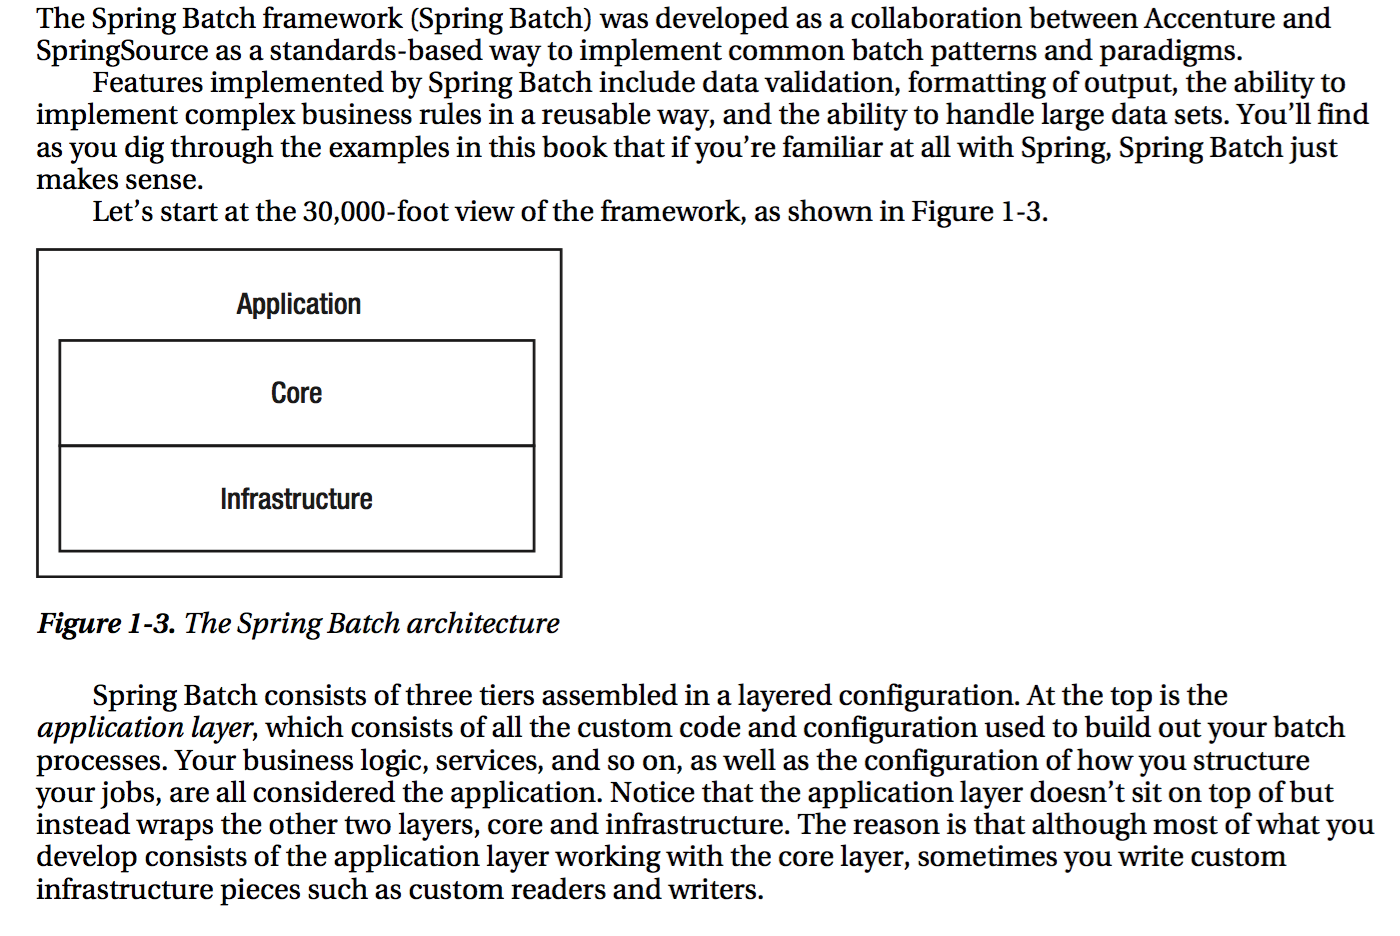 The Spring Batch framework (Spring Batch) was developed as a collaboration between Accenture and
SpringSource as a standards-based way to implement common batch patterns and paradigms.
Features implemented by Spring Batch include data validation, formatting of output, the ability to
implement complex business rules in a reusable way, and the ability to handle large data sets. You’ll find
as you dig through the examples in this book that if you’re familiar at all with Spring, Spring Batch just
makes sense.
Let’s start at the 30,000-foot view of the framework, as shown in Figure 1-3.
Application
Core
Infrastructure
Figure 1-3. The Spring Batch architecture
Spring Batch consists of three tiers assembled in a layered configuration. At the top is the
application layer, which consists of all the custom code and configuration used to build out your batch
processes. Your business logic, services, and so on, as well as the configuration of how you structure
your jobs, are all considered the application. Notice that the application layer doesn’t sit on top of but
instead wraps the other two layers, core and infrastructure. The reason is that although most of what you
develop consists of the application layer working with the core layer, sometimes you write custom
infrastructure pieces such as custom readers and writers.